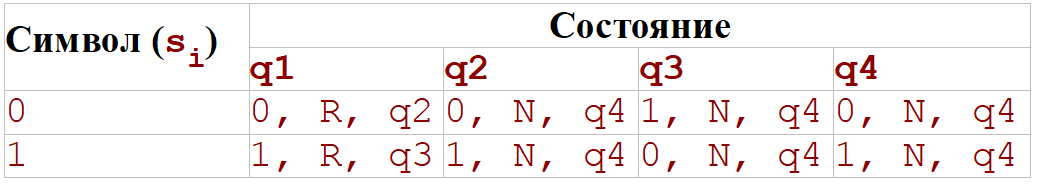 Символ (si) Состояние
q1 q2 q3 q4
0 0, R, q2 0, N, q4 1, N, q4 0, N, q4
1 1, R, q3 1, N, q4 0, N, q4 1, N, q4